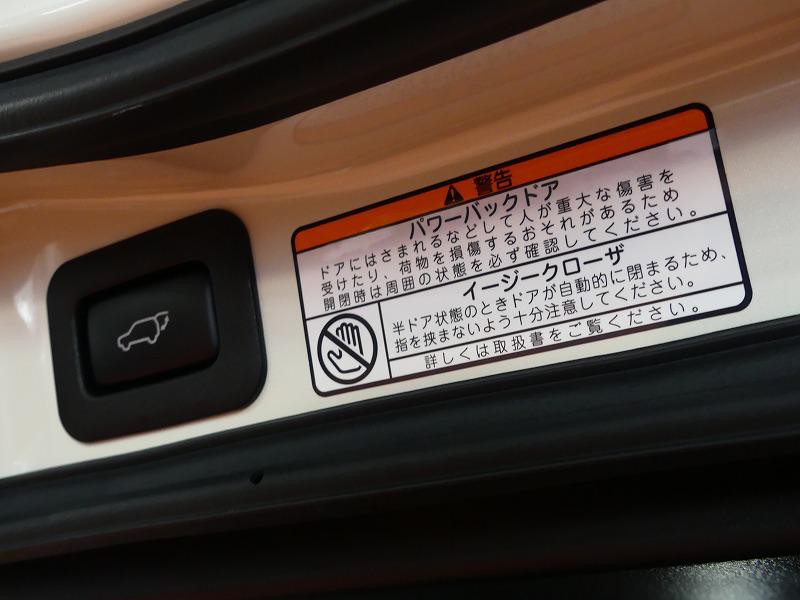 警告
パワーバックドア
ドアにはさまれるなどして人が重大な傷害を
受けたり、荷物を損傷するおそれがあるため
開閉時は周囲の状態を必ず確認してください。
イージークローザ
半ドア状態のときドアが自動的に閉まるため、
指を挟まないよう十分注意してください。
詳しくは取扱書をご覧ください。